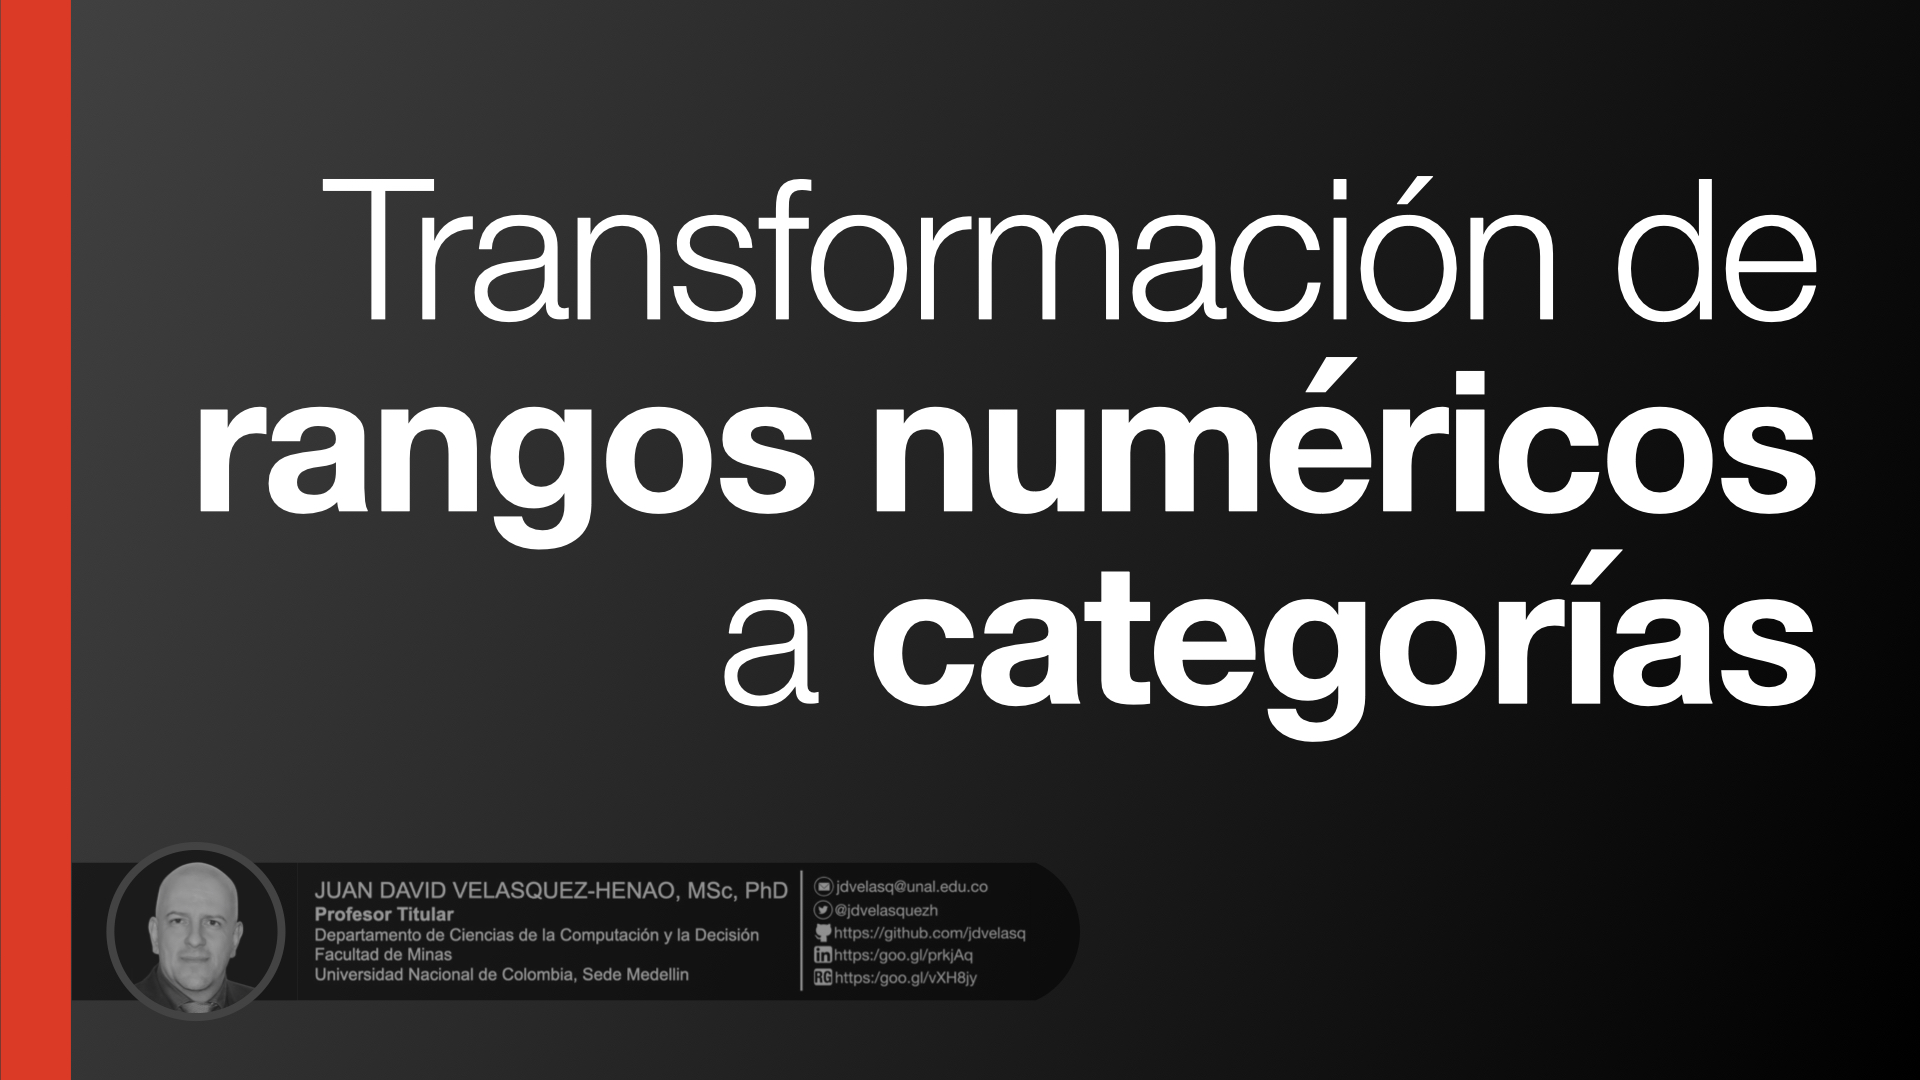 Transformación de
rangos numéricos
a categorías
JUAN DAVID VELASQUEZ-HENAO, MSc, PhD
Profesor Titular
Departamento de Ciencias de la Computación y la Decisión
Facultad de Minas
Universidad Nacional de Colombia, Sede Medellin
jdvelasq@unal.edu.co
@jdvelasquezh
https://github.com/jdvelasq
in https:/goo.gl/prkjAq
RG https:/goo.gl/vXH8jy